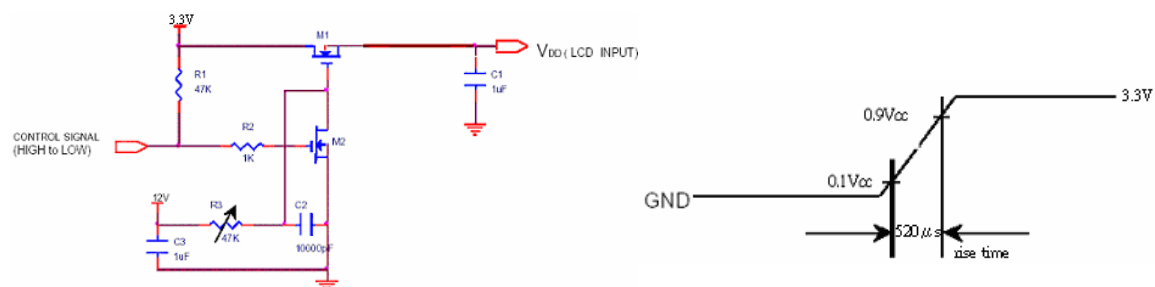 3.3V
M1
VDD ( LCD INPUT)
R1
47K
C1
1uF
CONTROL SIGNAL
(HIGH to LOW)
R2
1K
M2
12V
R3
47K
C2
10000pF
C3
1uF
3.3V
0.9Vcc
0.1Vcc
GND
520μs
rise time